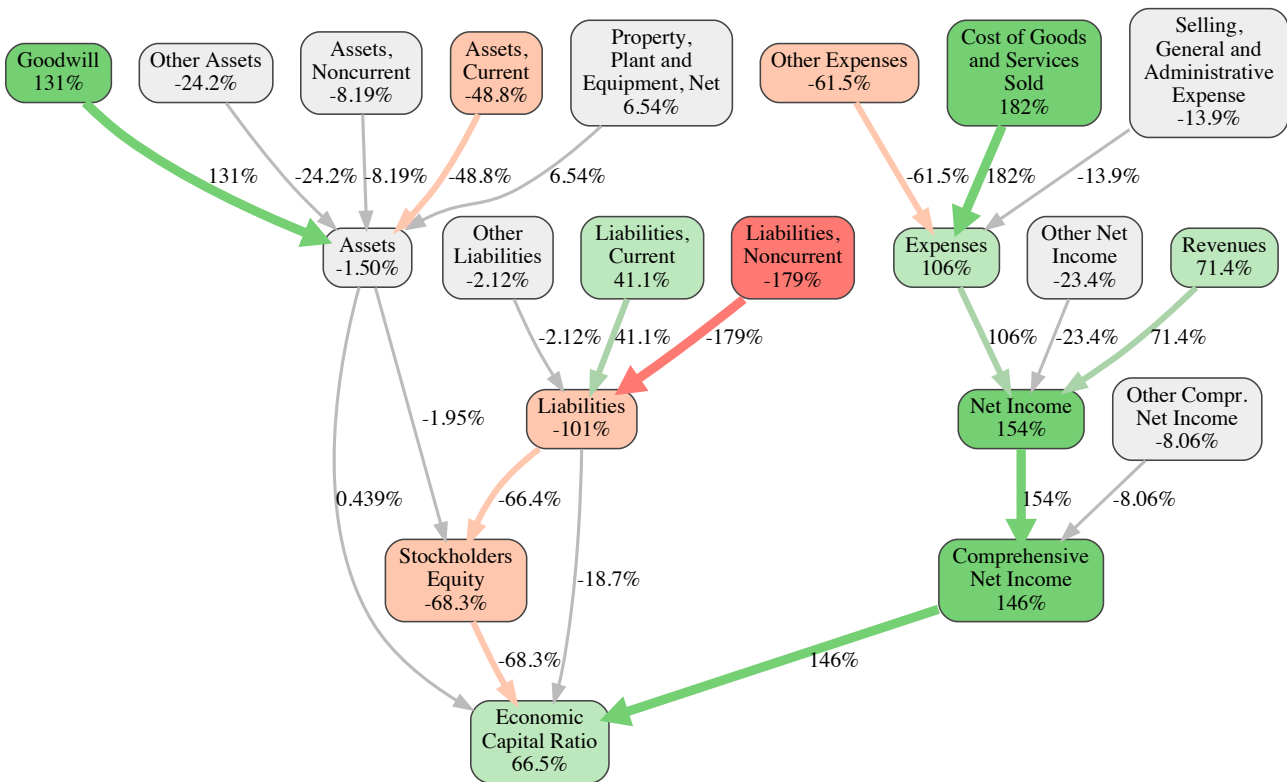 Goodwill
131%
Other Assets
-24.2%
Assets,
Noncurrent
-8.19%
Assets,
Current
-48.8%
Property,
Plant and
Equipment, Net
6.54%
Other Expenses
-61.5%
Cost of Goods
and Services
Sold
182%
Selling,
General and
Administrative
Expense
-13.9%
131%
-24.2%
-8.19%
-48.8%
6.54%
-61.5%
182%
-13.9%
Assets
-1.50%
Other
Liabilities
-2.12%
Liabilities,
Current
41.1%
Liabilities,
Noncurrent
-179%
Expenses
106%
Other Net
Income
-23.4%
Revenues
71.4%
-2.12%
41.1%
-179%
106%
-23.4%
71.4%
-1.95%
Liabilities
-101%
Net Income
154%
Other Compr.
Net Income
-8.06%
0.439%
-66.4%
154%
-8.06%
Stockholders
Equity
-68.3%
-18.7%
Comprehensive
Net Income
146%
-68.3%
146%
Economic
Capital Ratio
66.5%